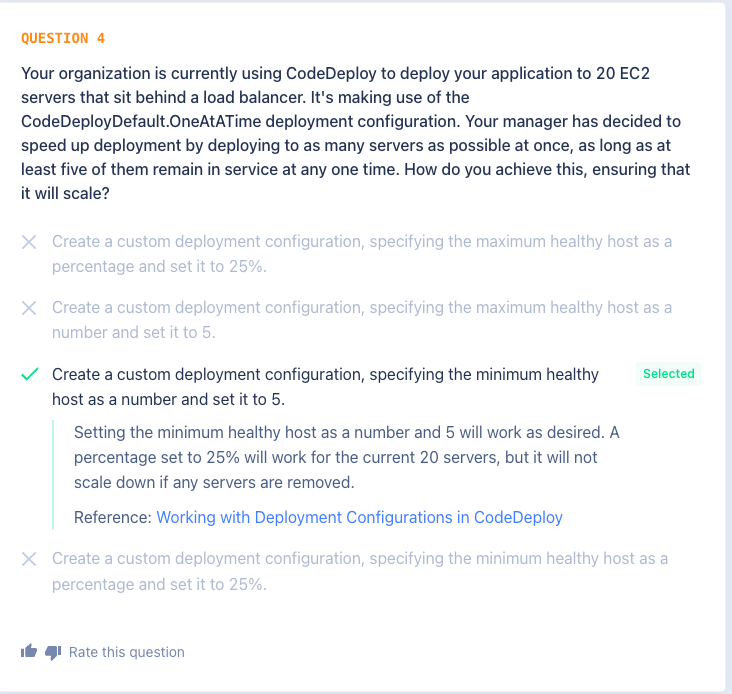 QUESTION 4
Your organization is currently using CodeDeploy to deploy your application to 20 EC2
servers that sit behind a load balancer. It's making use of the
CodeDeployDefault.OneAtATime deployment configuration. Your manager has decided to
speed up deployment by deploying to as many servers as possible at once, as long as at
least five of them remain in service at any one time. How do you achieve this, ensuring that
it will scale?
Create a custom deployment configuration, specifying the maximum healthy host as a
percentage and set it to 25%.
Create a custom deployment configuration, specifying the maximum healthy host as a
number and set it to 5.
Create a custom deployment configuration, specifying the minimum healthy
host as a number and set it to 5.
Selected
Setting the minimum healthy host as a number and 5 will work as desired. A
percentage set to 25% will work for the current 20 servers, but it will not
scale down if any servers are removed.
Reference: Working with Deployment Configurations in CodeDeploy
Create a custom deployment configuration, specifying the minimum healthy host as a
percentage and set it to 25%.
Rate this question